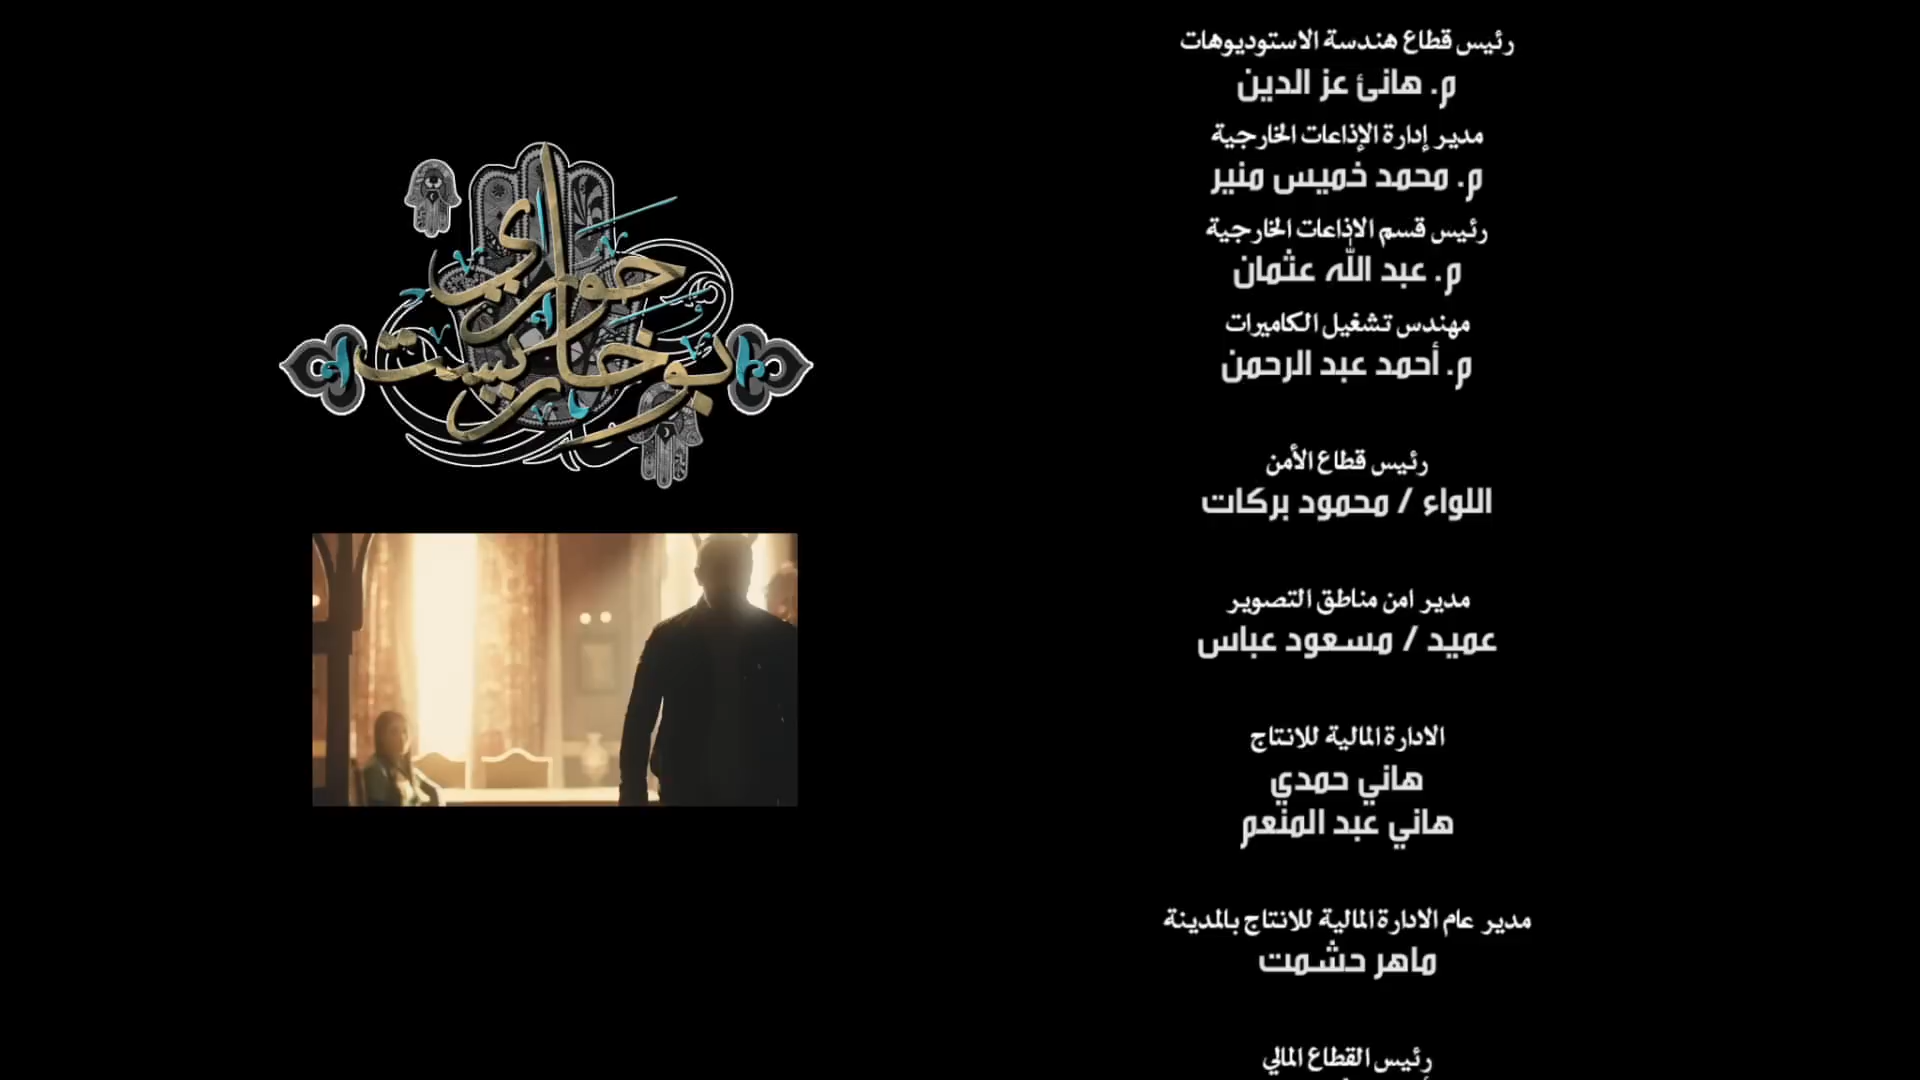 حواري
بوخارست
رئيس قطاع هندسة الاستوديوهات
م. هانئ عز الدين
مدير إدارة الإذاعات الخارجية
م. محمد خميس منير
رئيس قسم الاذاعات الخارجية
م. عبد الله عثمان
مهندس تشغيل الكاميرات
م. أحمد عبد الرحمن
رئيس قطاع الأمن
اللواء / محمود بركات
مدير امن مناطق التصوير
عميد / مسعود عباس
الادارة المالية للانتاج
هاني حمدي
هاني عبد المنعم
مدير عام الادارة المالية للانتاج بالمدينة
ماهر حشمت
رئيس القطاع المالي